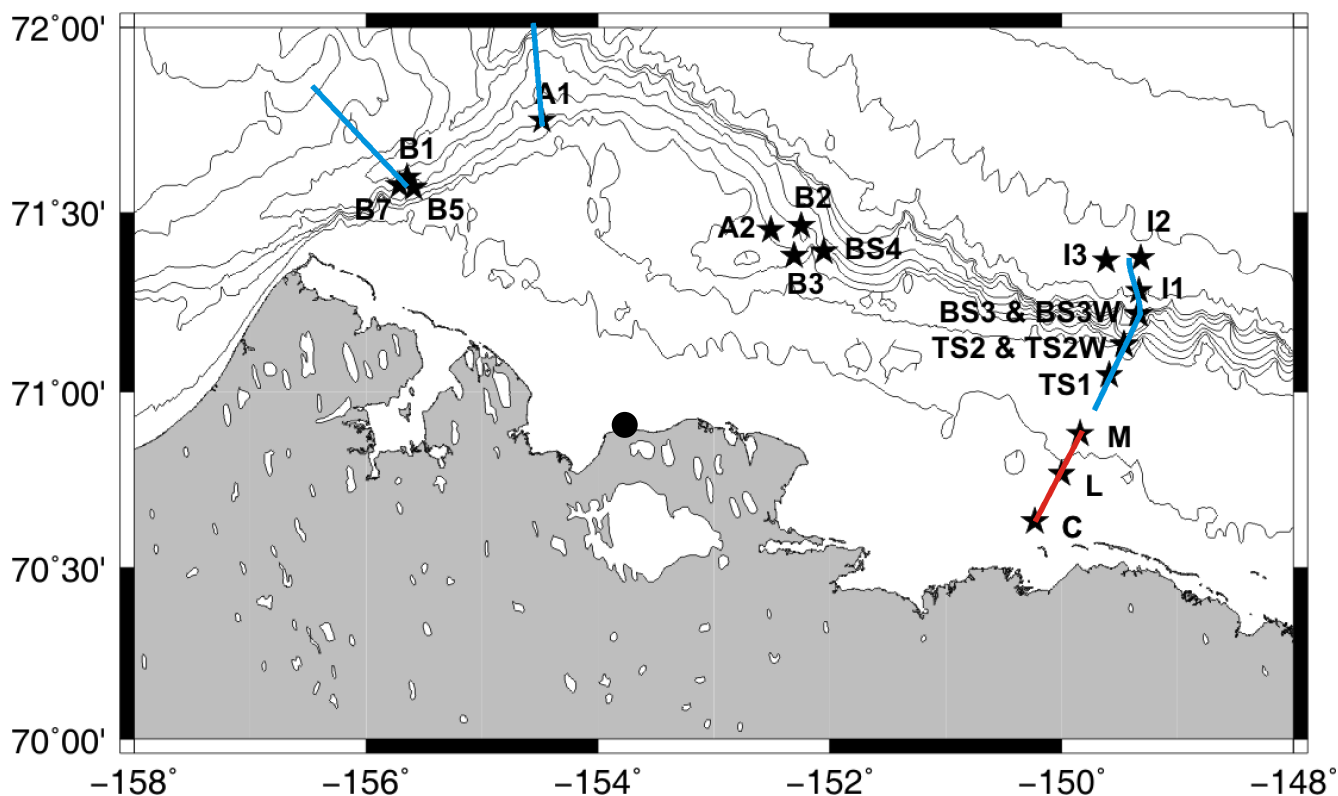 72°00'
A1
B1
B7
B5
71°30'
B2
A2
BS4
B3
I2
I3
I1
BS3 & BS3W
TS2 & TS2W
TS1
71°00'
M
L
C
70°30'
70°00'
−158°
−156°
−154°
−152°
−150°
−148°